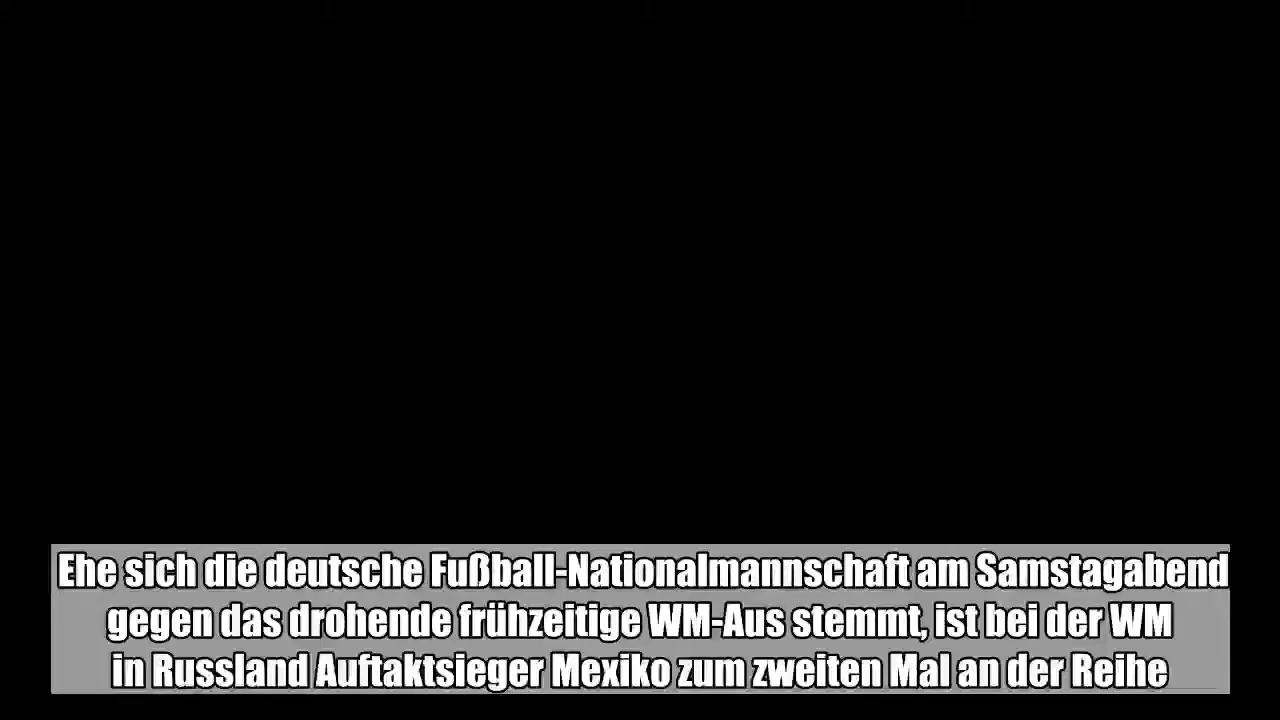 Ehe sich die deutsche Fußball-Nationalmannschaft am Samstagabend
gegen das drohende frühzeitige WM-Aus stemmt, ist bei der WM
in Russland Auftaktsieger Mexiko zum zweiten Mal an der Reihe